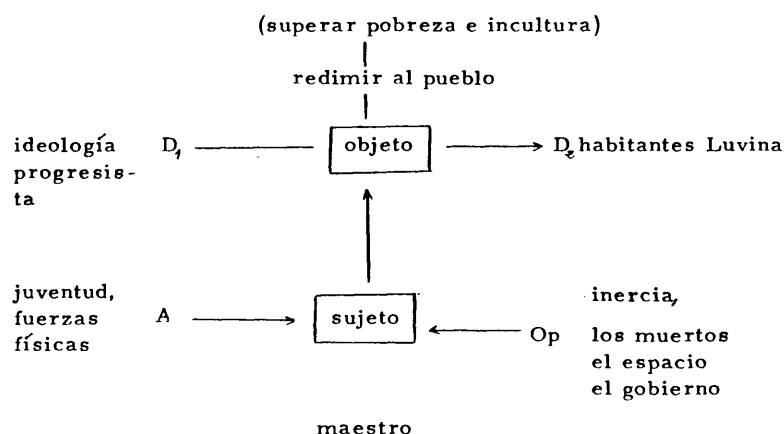 (superar pobreza e incultura)
redimir al pueblo
ideología
progresis-
ta
D₁
objeto
D₂ habitantes Luvina
juventud,
fuerzas
físicas
A
sujeto
Op
inercia,
los muertos
el espacio
el gobierno
maestro